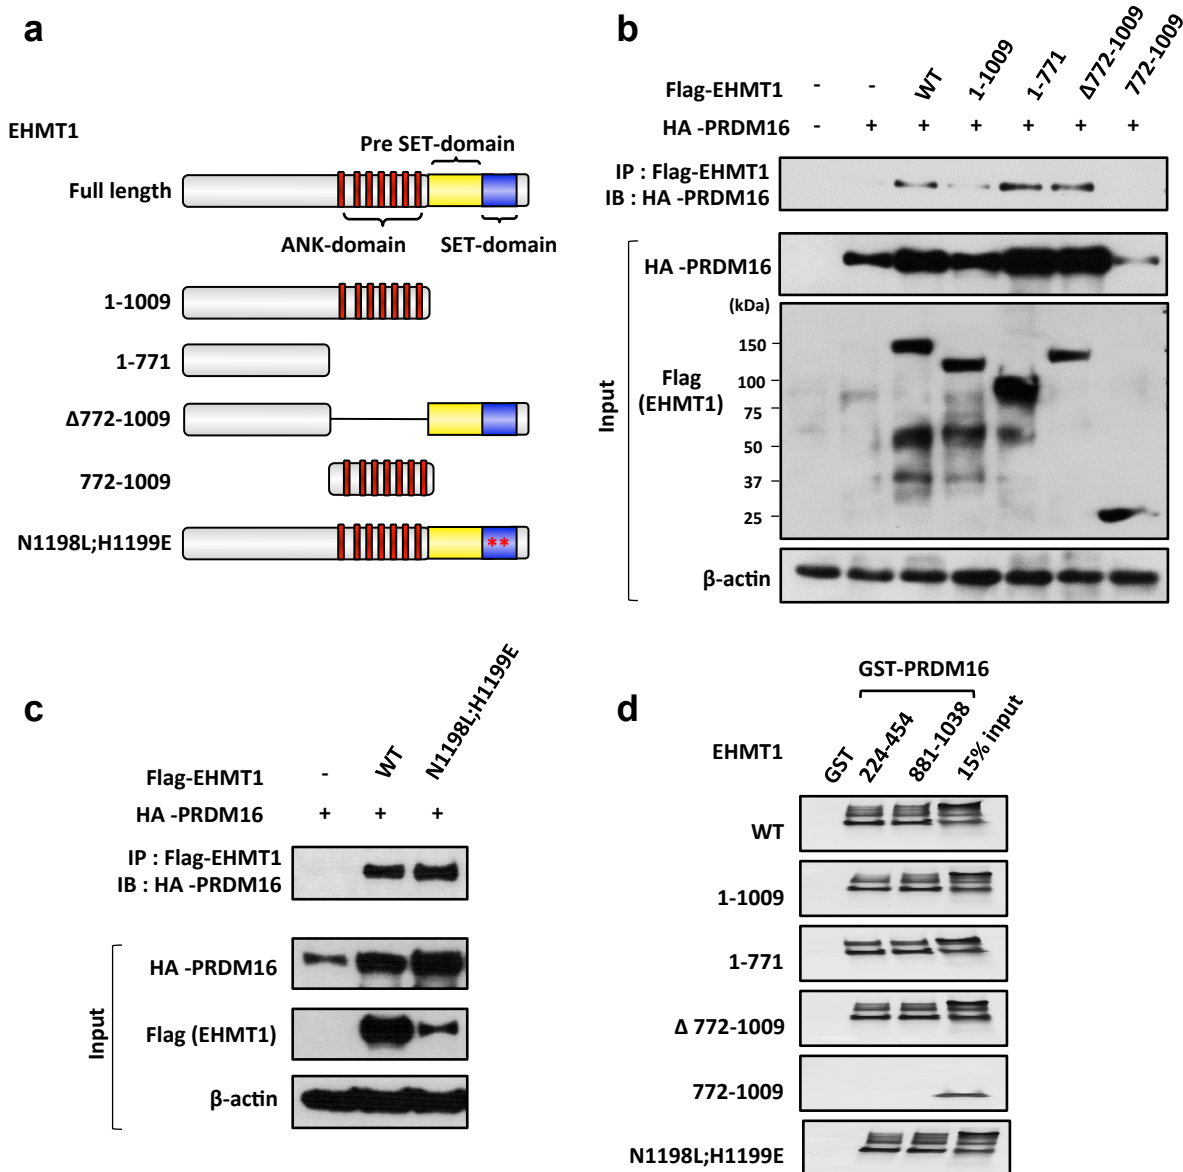 a
EHMT1
Pre SET-domain
Full length
ANK-domain
SET-domain
1-1009
1-771
Δ772-1009
772-1009
N1198L;H1199E
**
b
Flag-EHMT1 - - WT 1-1009 1-771 Δ772-1009 772-1009
HA -PRDM16 - + + + + + +
IP : Flag-EHMT1
IB : HA -PRDM16
Input
HA -PRDM16
(kDa)
150
100
75
50
37
25
Flag
(EHMT1)
β-actin
c
Flag-EHMT1 - WT N1198L;H1199E
HA -PRDM16 + + +
IP : Flag-EHMT1
IB : HA -PRDM16
Input
HA -PRDM16
Flag (EHMT1)
β-actin
d
GST-PRDM16
EHMT1 GST 224-454 881-1038 15% input
WT
1-1009
1-771
Δ 772-1009
772-1009
N1198L;H1199E